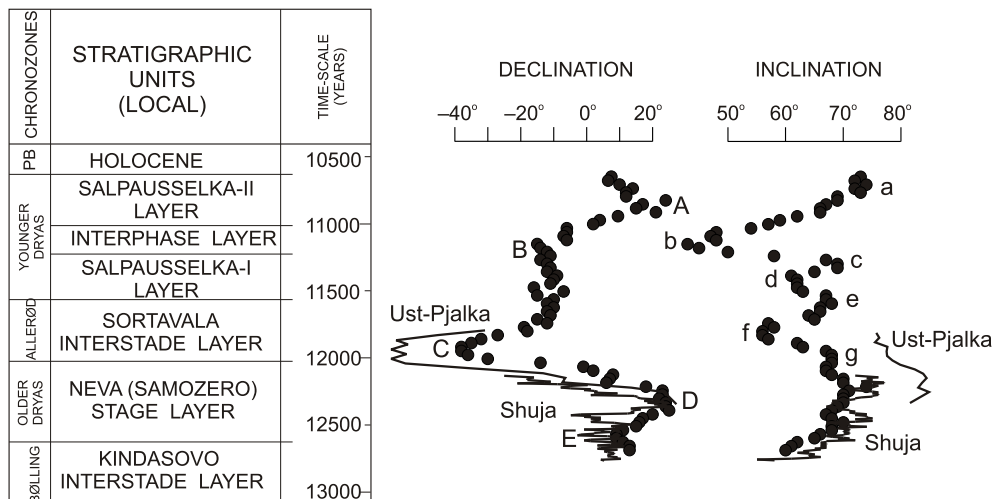 CHRONOZONES
STRATIGRAPHIC
UNITS
(LOCAL)
TIME-SCALE
(YEARS)
DECLINATION
INCLINATION
–40° –20° 0° 20°
50° 60° 70° 80°
PB
HOLOCENE
10500
YOUNGER
DRYAS
SALPAUSSELKA-II
LAYER
11000
INTERPHASE LAYER
SALPAUSSELKA-I
LAYER
11500
ALLERØD
SORTAVALA
INTERSTADE LAYER
12000
OLDER
DRYAS
NEVA (SAMOZERO)
STAGE LAYER
12500
BØLLING
KINDASOVO
INTERSTADE LAYER
13000
A
B
Ust-Pjalka
C
D
Shuja
E
a
b
c
d
e
f
g
Ust-Pjalka
Shuja